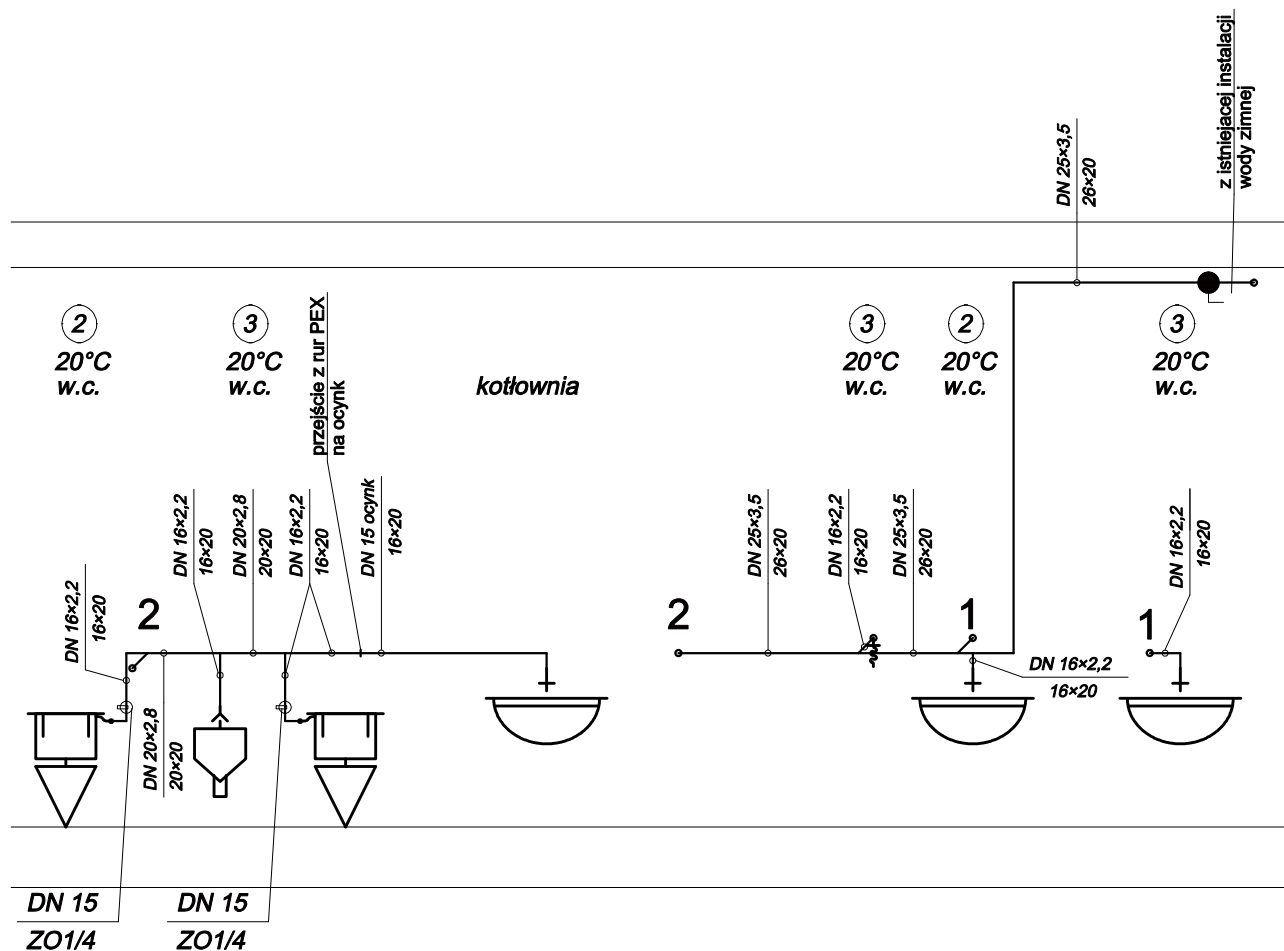 z istniejacej instalacji
wody zimnej
DN 25×3,5
26×20
2
20°C
w.c.
3
20°C
w.c.
przejście z rur PEX
na ocynk
kotłownia
3
20°C
w.c.
2
20°C
w.c.
3
20°C
w.c.
DN 16×2,2
16×20
DN 16×2,2
16×20
DN 20×2,8
20×20
DN 16×2,2
16×20
DN 15 ocynk
16×20
DN 25×3,5
26×20
DN 16×2,2
16×20
DN 25×3,5
26×20
DN 16×2,2
16×20
2
2
1
1
DN 16×2,2
16×20
DN 20×2,8
20×20
DN 15
ZO1/4
DN 15
ZO1/4